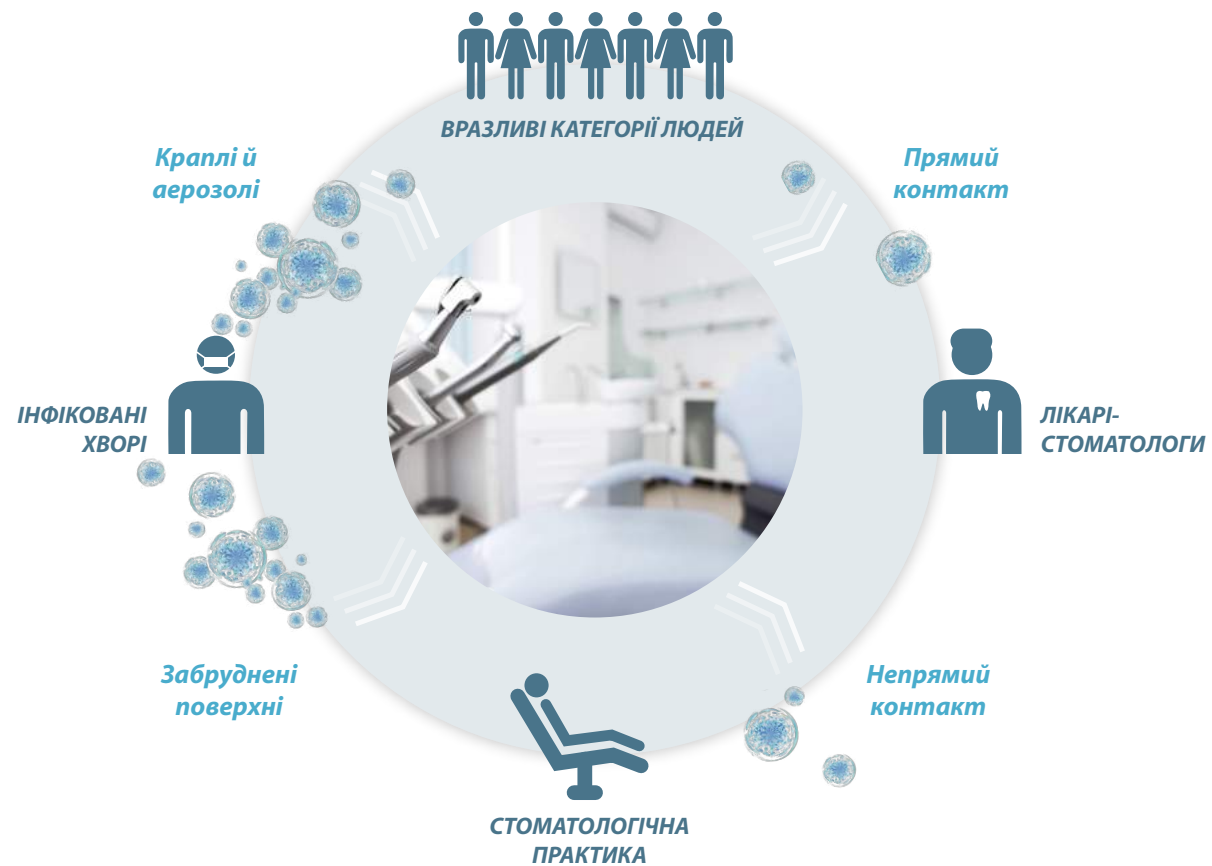 ВРАЗЛИВІ КАТЕГОРІЇ ЛЮДЕЙ
Краплі й
аерозолі
Прямий
контакт
ІНФІКОВАНІ
ХВОРІ
ЛІКАРІ-
СТОМАТОЛОГИ
Забруднені
поверхні
Непрямий
контакт
СТОМАТОЛОГІЧНА
ПРАКТИКА